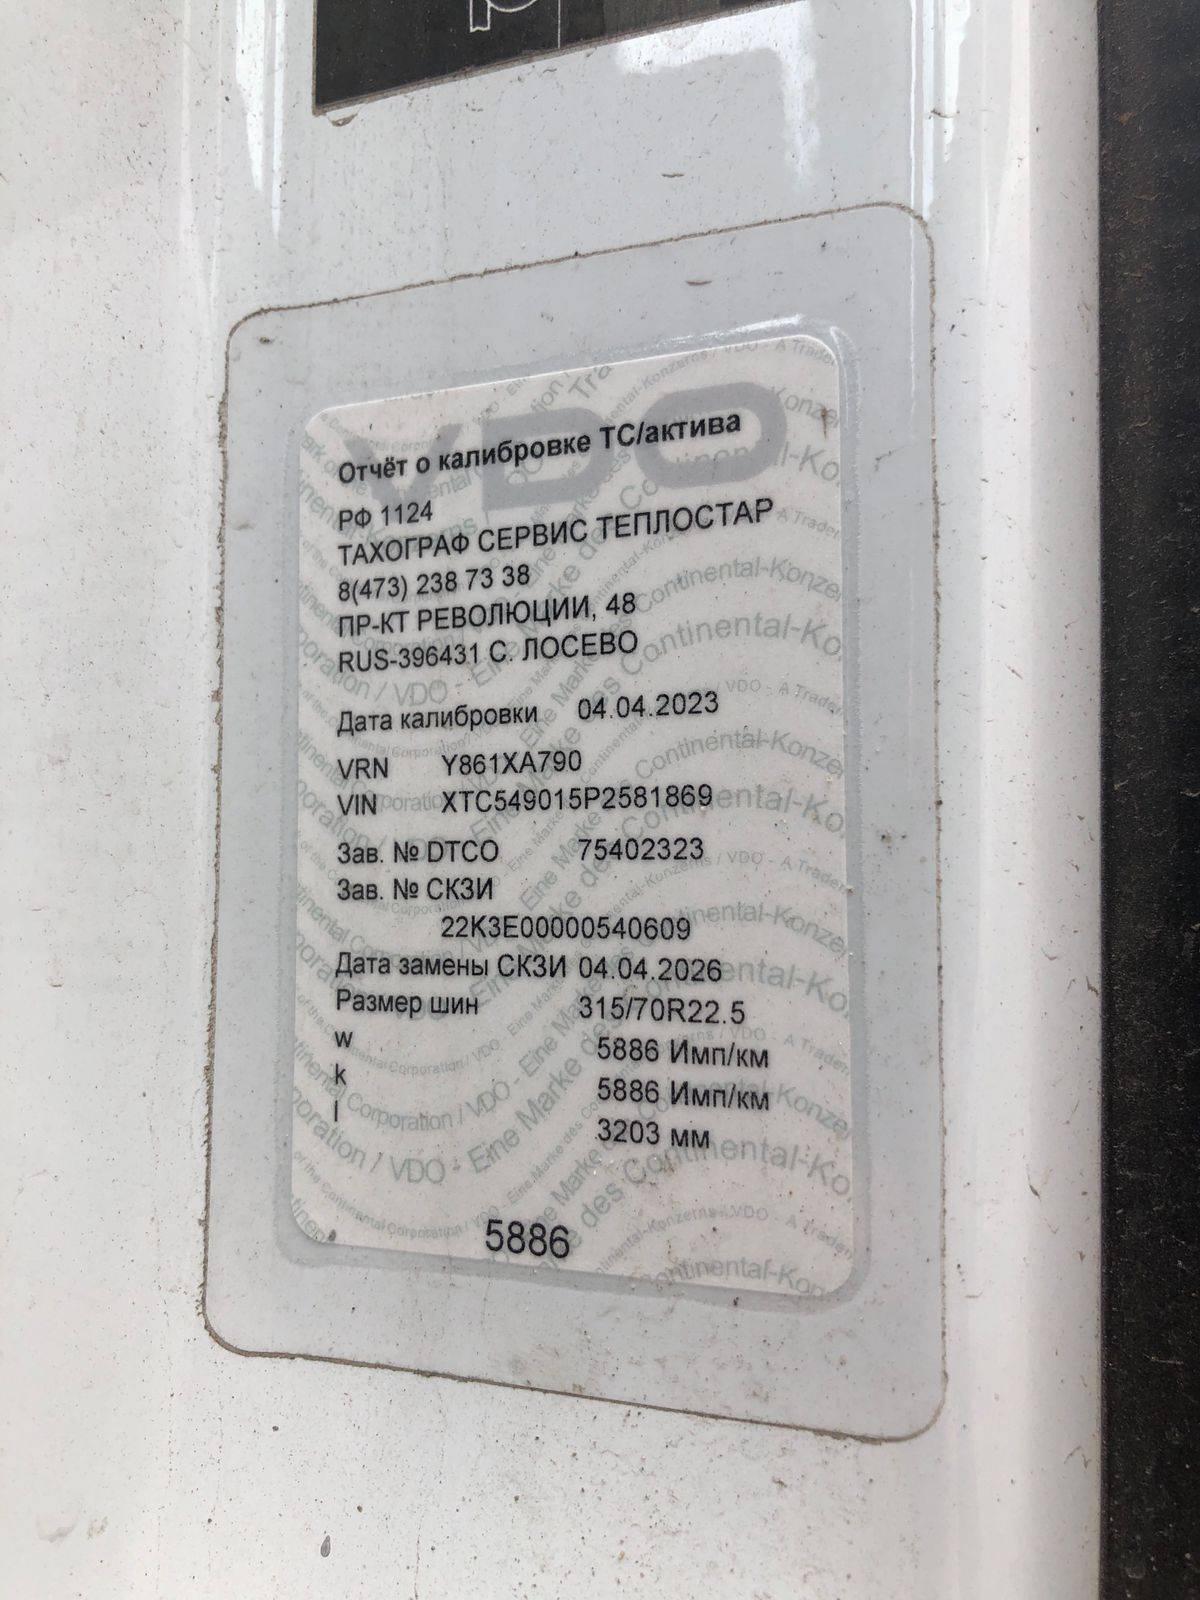 VDO
Отчёт о калибровке ТС/актива
РФ 1124
ТАХОГРАФ СЕРВИС ТЕПЛОСТАР
8(473) 238 73 38
ПР-КТ РЕВОЛЮЦИИ, 48
RUS-396431 С. ЛОСЕВО
Дата калибровки 04.04.2023
VRN Y861XA790
VIN XTC549015P2581869
Зав. № DTCO 75402323
Зав. № СКЗИ
22K3E00000540609
Дата замены СКЗИ 04.04.2026
Размер шин 315/70R22.5
w 5886 Имп/км
k 5886 Имп/км
l 3203 мм
5886